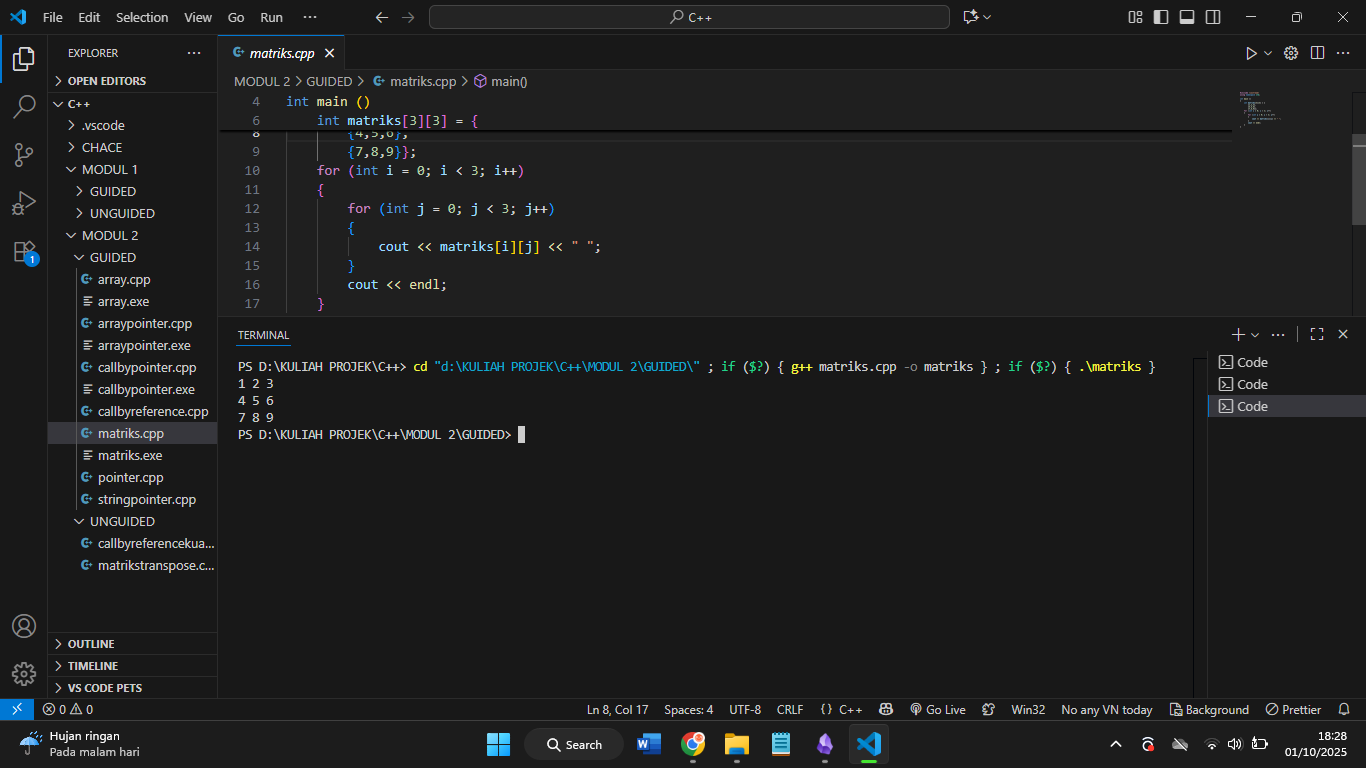 File Edit Selection View Go Run ···
C++
EXPLORER ···
OPEN EDITORS
C++
.vscode
CHACE
MODUL 1
GUIDED
UNGUIDED
MODUL 2
GUIDED
array.cpp
array.exe
arraypointer.cpp
arraypointer.exe
callbypointer.cpp
callbypointer.exe
callbyreference.cpp
matriks.cpp
matriks.exe
pointer.cpp
stringpointer.cpp
UNGUIDED
callbyreferencekua...
matrikstranspose.c...
OUTLINE
TIMELINE
VS CODE PETS
1
matriks.cpp
MODUL 2 > GUIDED > matriks.cpp > main()
4 int main ()
6 int matriks[3][3] = {
8 {4,5,6},
9 {7,8,9}};
10 for (int i = 0; i < 3; i++)
11 {
12 for (int j = 0; j < 3; j++)
13 {
14 cout << matriks[i][j] << " ";
15 }
16 cout << endl;
17 }
TERMINAL
PS D:\KULIAH PROJEK\C++> cd "d:\KULIAH PROJEK\C++\MODUL 2\GUIDED\" ; if ($?) { g++ matriks.cpp -o matriks } ; if ($?) { .\matriks }
1 2 3
4 5 6
7 8 9
PS D:\KULIAH PROJEK\C++\MODUL 2\GUIDED>
Code
Code
Code
0 0 Ln 8, Col 17 Spaces: 4 UTF-8 CRLF {} C++ Go Live Win32 No any VN today Background Prettier
Hujan ringan
Pada malam hari
Search
18:28
01/10/2025